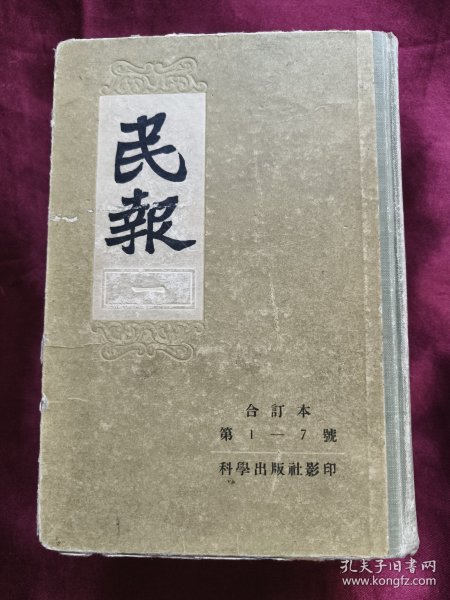 民報
一
合訂本
第1—7號
科學出版社影印
孔夫子旧书网
www.kongfz.com